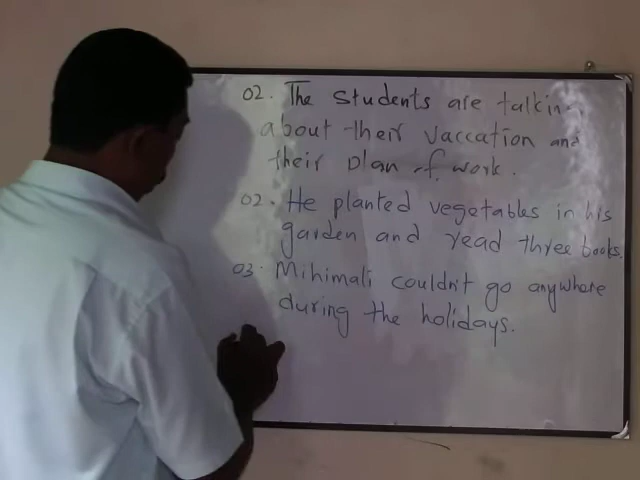 02. The students are talkin
about their vaccation and
their plan of work.
02. He planted vegetables in his
garden and read three books.
03. Mihimali couldn't go anywhere
during the holidays.